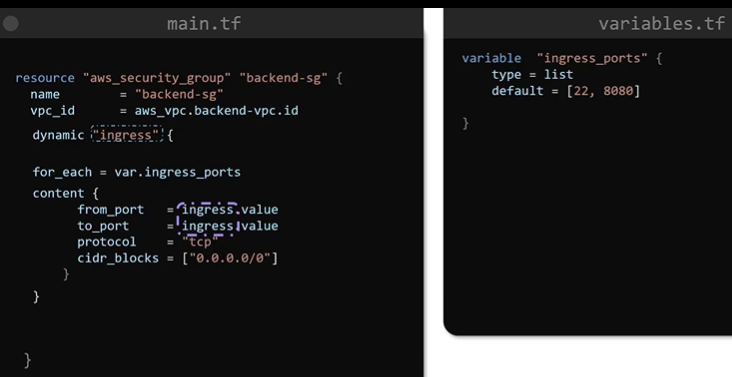 main.tf
resource "aws_security_group" "backend-sg" {
name = "backend-sg"
vpc_id = aws_vpc.backend-vpc.id
dynamic "ingress" {
for_each = var.ingress_ports
content {
from_port = ingress.value
to_port = ingress.value
protocol = "tcp"
cidr_blocks = ["0.0.0.0/0"]
}
}
}
variables.tf
variable "ingress_ports" {
type = list
default = [22, 8080]
}